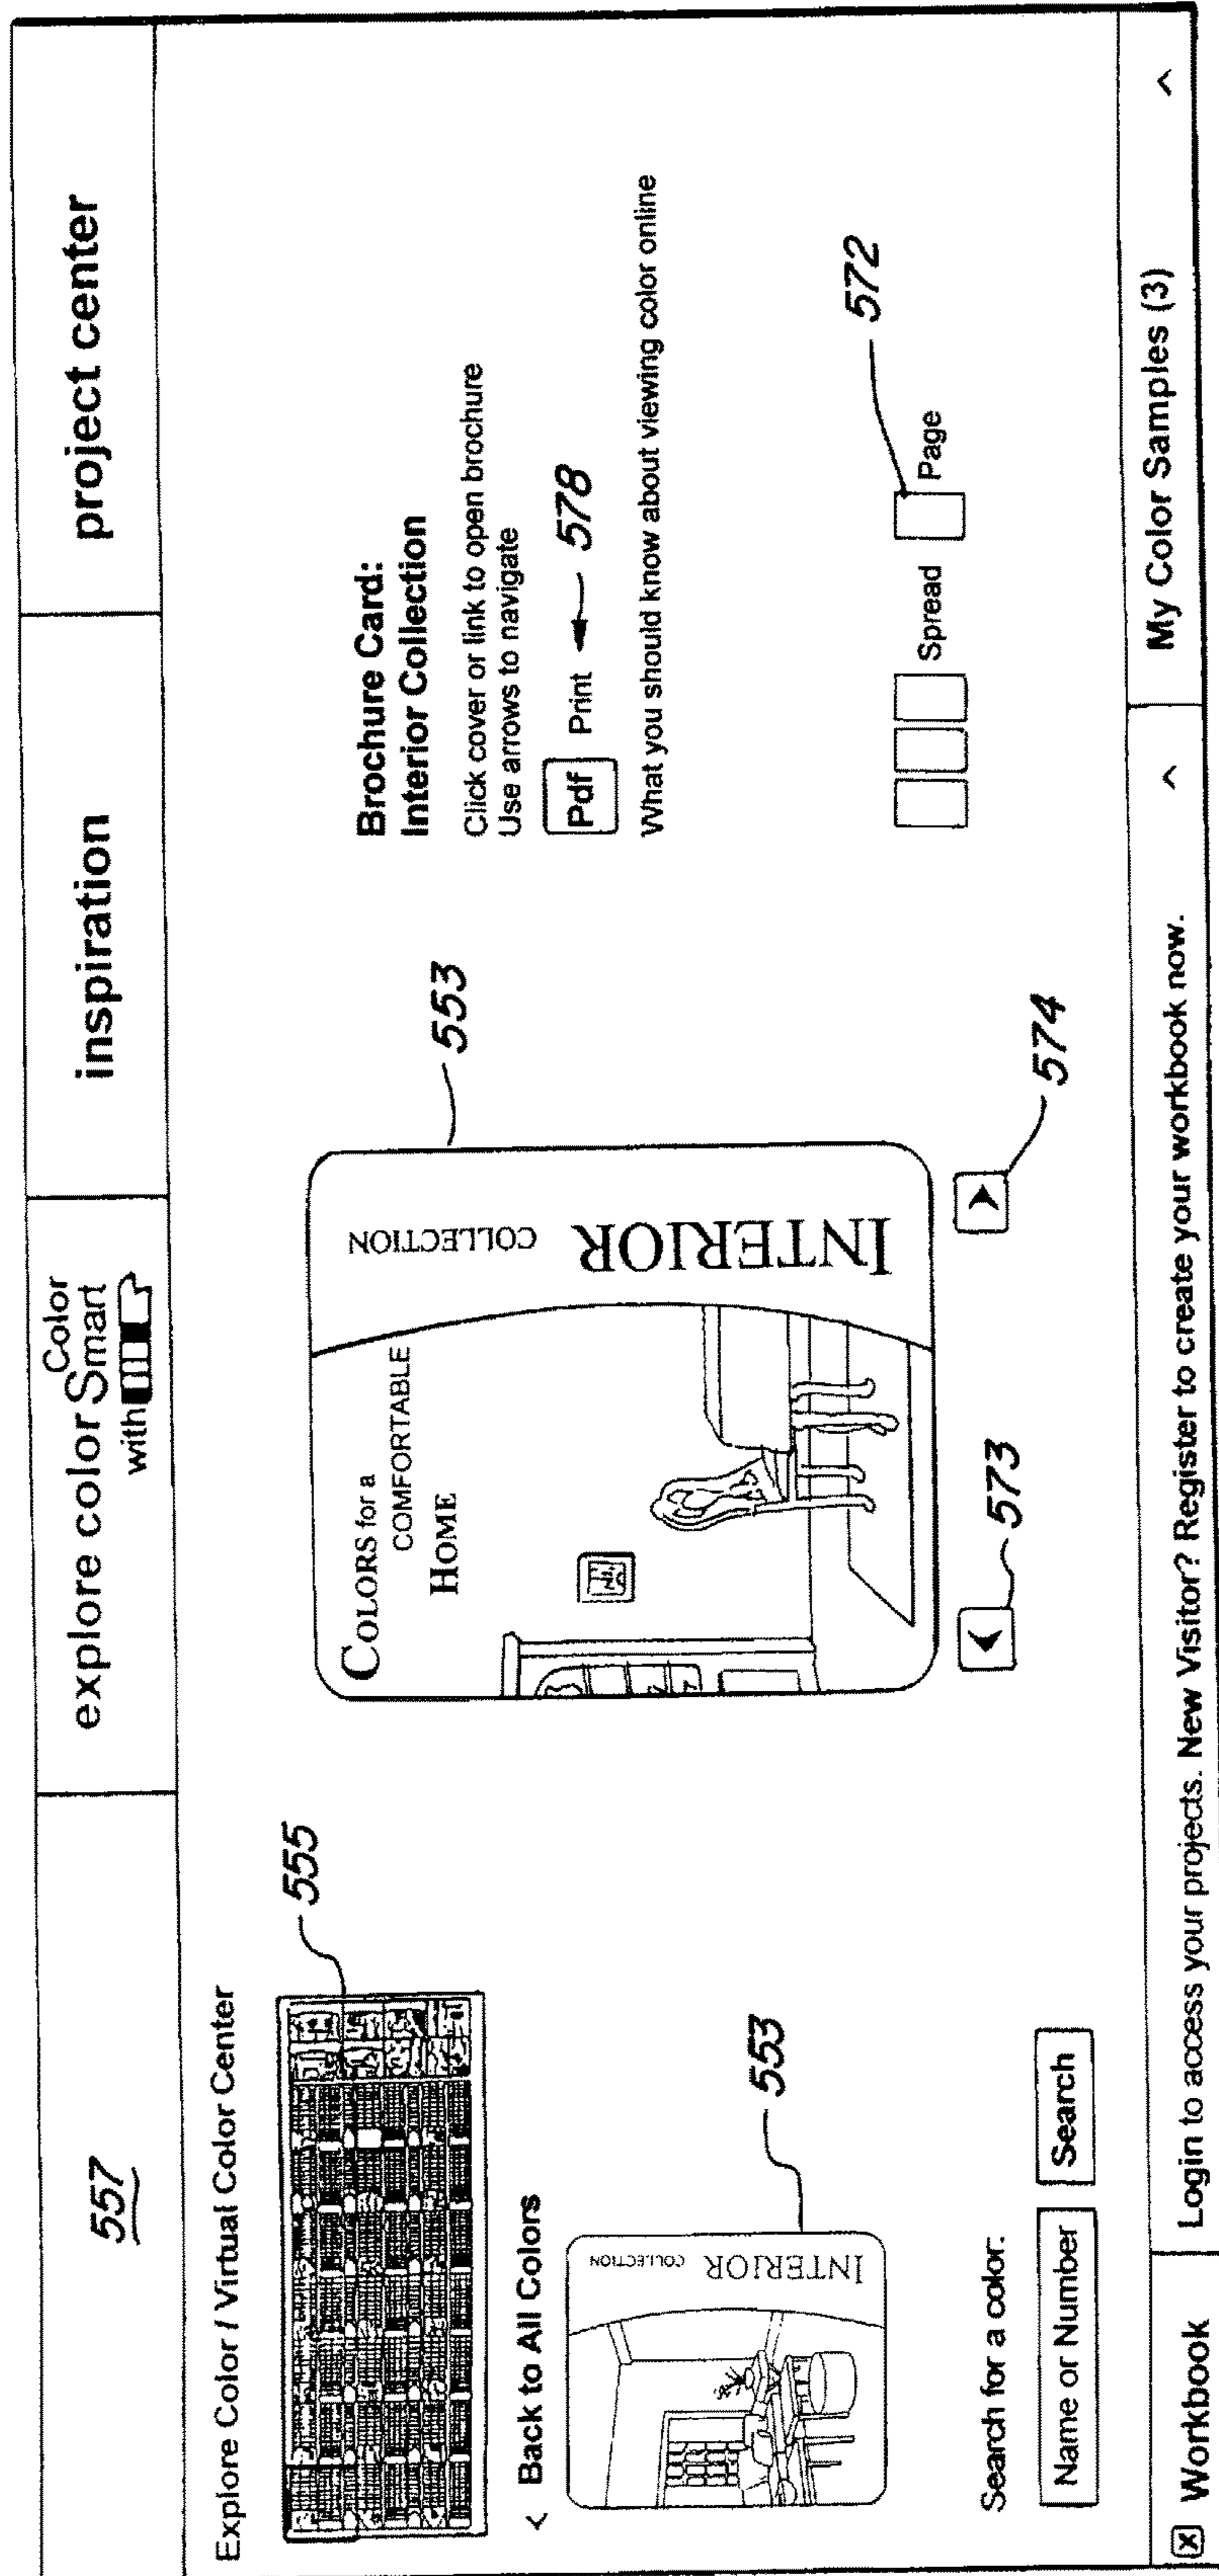 557
explore color
Color
Smart
with
inspiration
project center
Explore Color / Virtual Color Center
555
< Back to All Colors
INTERIOR
COLLECTION
553
Search for a color:
Name or Number
Search
COLORS for a
COMFORTABLE
HOME
INTERIOR
COLLECTION
553
573
574
Brochure Card:
Interior Collection
Click cover or link to open brochure
Use arrows to navigate
Pdf Print 578
What you should know about viewing color online
Spread
Page
572
X Workbook
Login to access your projects. New Visitor? Register to create your workbook now. ^
My Color Samples (3) ^